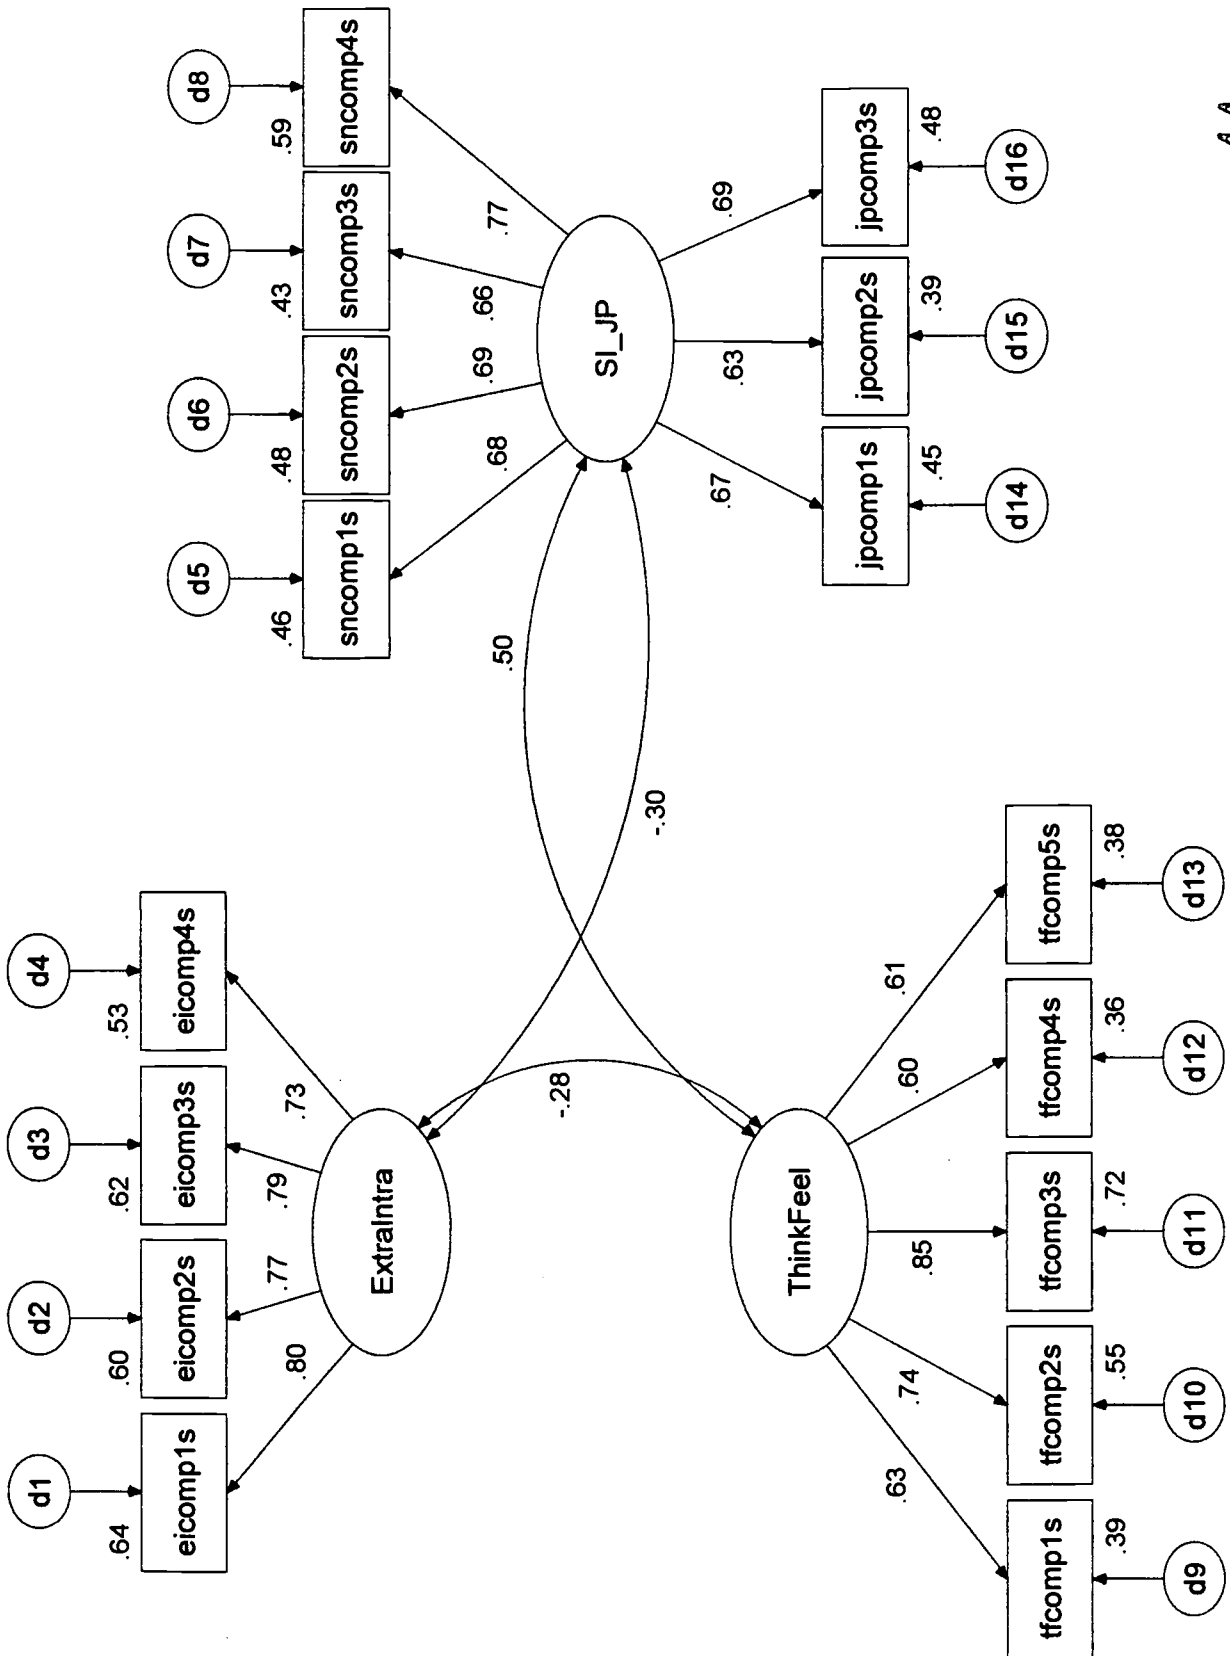 d1
d2
d3
d4
.64
.60
.62
.53
eicomp1s
eicomp2s
eicomp3s
eicomp4s
.80
.77
.79
.73
ExtraIntra
d5
d6
d7
d8
.46
.48
.43
.59
sncomp1s
sncomp2s
sncomp3s
sncomp4s
.68
.69
.66
.77
SI_JP
.50
-.30
-.28
.67
.63
.69
jpcomp1s
jpcomp2s
jpcomp3s
.45
.39
.48
d14
d15
d16
ThinkFeel
.63
.74
.85
.60
.61
tfcomp1s
tfcomp2s
tfcomp3s
tfcomp4s
tfcomp5s
.39
.55
.72
.36
.38
d9
d10
d11
d12
d13